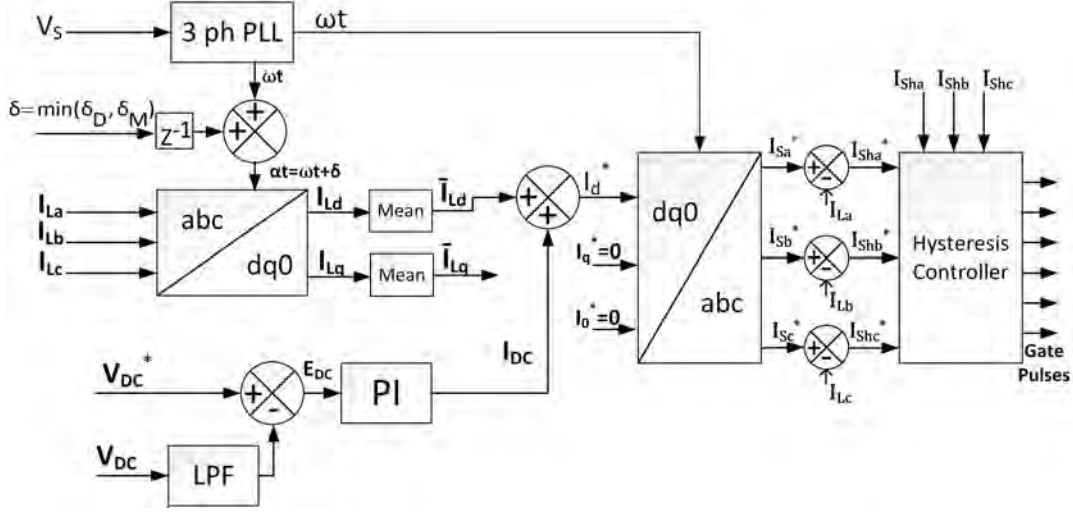 V_S
3 ph PLL
ωt
ωt
δ=min(δ_D, δ_M)
Z^-1
+
+
αt=ωt+δ
I_La
I_Lb
I_Lc
abc
dq0
I_Ld
I_Lq
Mean
Mean
Ī_Ld
Ī_Lq
+
+
I_d^*
I_q^*=0
I_0^*=0
dq0
abc
I_Sa^*
I_Sb^*
I_Sc^*
+
-
+
-
+
-
I_La
I_Lb
I_Lc
I_Sha^*
I_Shb^*
I_Shc^*
I_Sha
I_Shb
I_Shc
Hysteresis
Controller
Gate
Pulses
V_DC^*
+
-
E_DC
PI
I_DC
V_DC
LPF